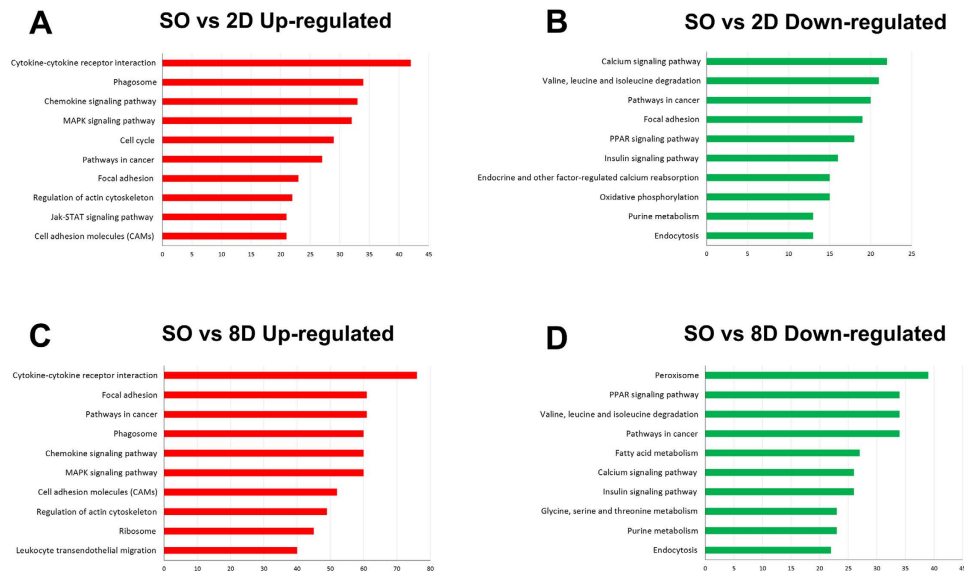 A SO vs 2D Up-regulated
Cytokine-cytokine receptor interaction
Phagosome
Chemokine signaling pathway
MAPK signaling pathway
Cell cycle
Pathways in cancer
Focal adhesion
Regulation of actin cytoskeleton
Jak-STAT signaling pathway
Cell adhesion molecules (CAMs)
0 5 10 15 20 25 30 35 40 45
B SO vs 2D Down-regulated
Calcium signaling pathway
Valine, leucine and isoleucine degradation
Pathways in cancer
Focal adhesion
PPAR signaling pathway
Insulin signaling pathway
Endocrine and other factor-regulated calcium reabsorption
Oxidative phosphorylation
Purine metabolism
Endocytosis
0 5 10 15 20 25
C SO vs 8D Up-regulated
Cytokine-cytokine receptor interaction
Focal adhesion
Pathways in cancer
Phagosome
Chemokine signaling pathway
MAPK signaling pathway
Cell adhesion molecules (CAMs)
Regulation of actin cytoskeleton
Ribosome
Leukocyte transendothelial migration
0 10 20 30 40 50 60 70 80
D SO vs 8D Down-regulated
Peroxisome
PPAR signaling pathway
Valine, leucine and isoleucine degradation
Pathways in cancer
Fatty acid metabolism
Calcium signaling pathway
Insulin signaling pathway
Glycine, serine and threonine metabolism
Purine metabolism
Endocytosis
0 5 10 15 20 25 30 35 40 45